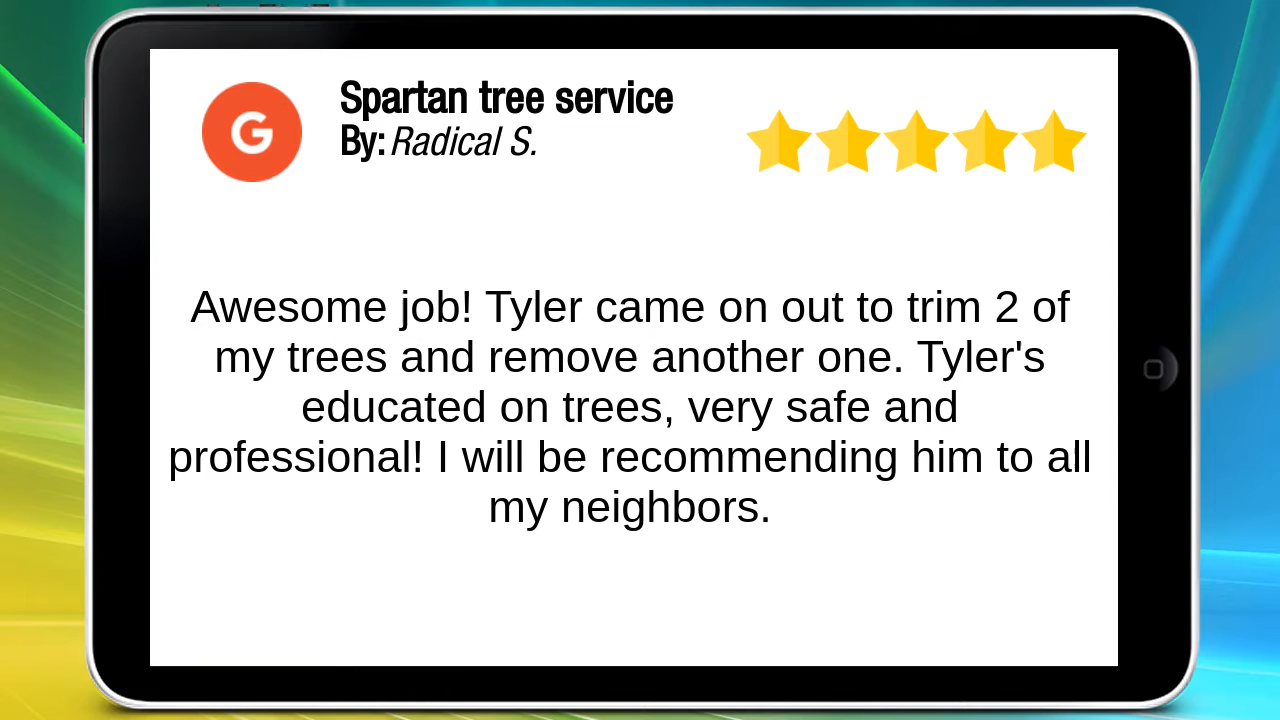 G
Spartan tree service
By: Radical S.
Awesome job! Tyler came on out to trim 2 of
my trees and remove another one. Tyler's
educated on trees, very safe and
professional! I will be recommending him to all
my neighbors.